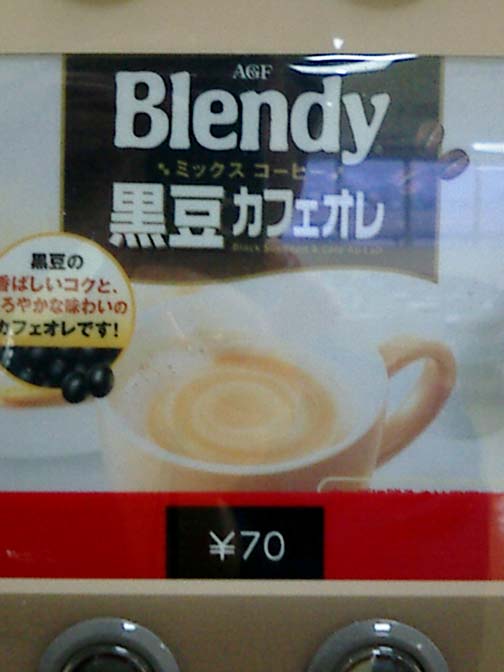 AGF
Blendy
ミックス コーヒー
黒豆カフェオレ
黒豆の
香ばしいコクと、
まろやかな味わいの
カフェオレです!
¥70